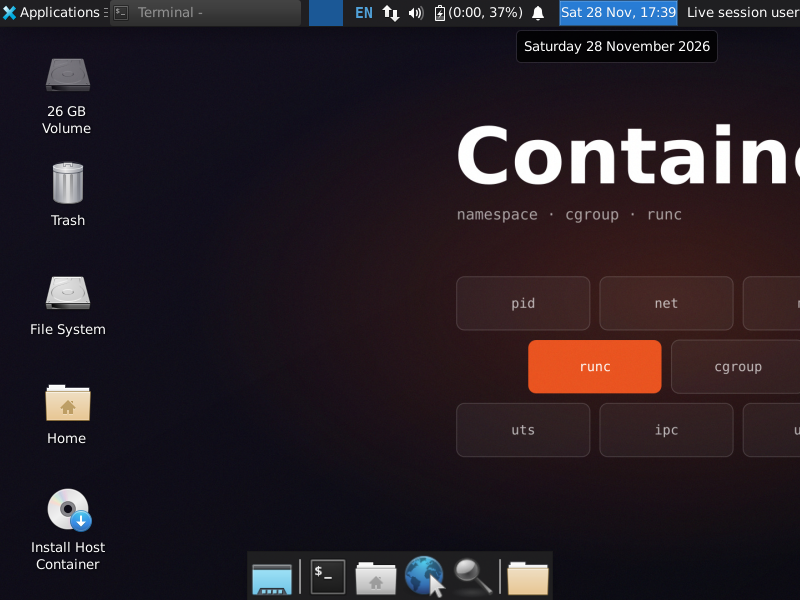 Applications
Terminal -
EN
(0:00, 37%)
Sat 28 Nov, 17:39
Live session user
Saturday 28 November 2026
26 GB
Volume
Trash
File System
Home
Install Host
Container
Contain
namespace · cgroup · runc
pid
net
runc
cgroup
uts
ipc
$_